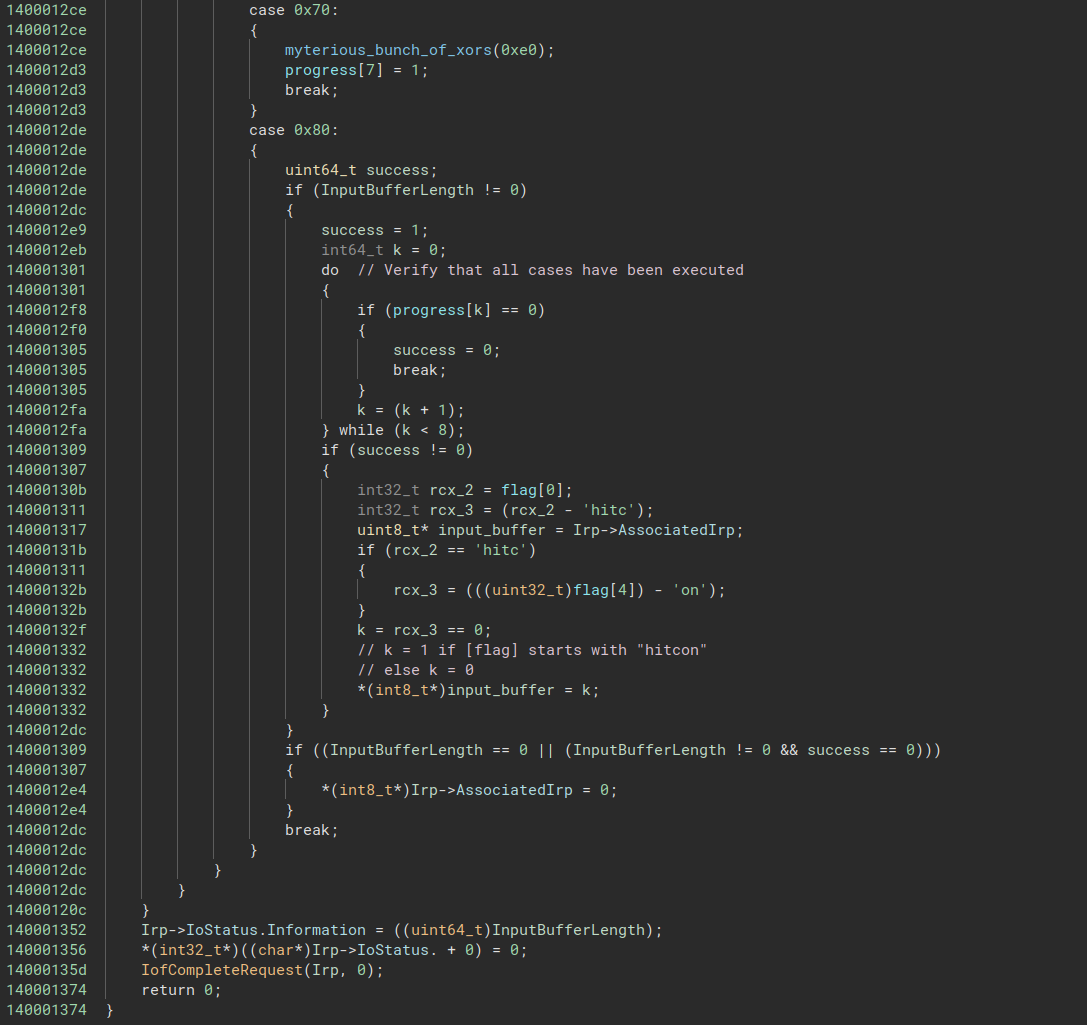 1400012ce case 0x70:
1400012ce {
1400012ce myterious_bunch_of_xors(0xe0);
1400012d3 progress[7] = 1;
1400012d3 break;
1400012d3 }
1400012de case 0x80:
1400012de {
1400012de uint64_t success;
1400012de if (InputBufferLength != 0)
1400012dc {
1400012e9 success = 1;
1400012eb int64_t k = 0;
140001301 do // Verify that all cases have been executed
140001301 {
1400012f8 if (progress[k] == 0)
1400012f0 {
140001305 success = 0;
140001305 break;
140001305 }
1400012fa k = (k + 1);
1400012fa } while (k < 8);
140001309 if (success != 0)
140001307 {
14000130b int32_t rcx_2 = flag[0];
140001311 int32_t rcx_3 = (rcx_2 - 'hitc');
140001317 uint8_t* input_buffer = Irp->AssociatedIrp;
14000131b if (rcx_2 == 'hitc')
140001311 {
14000132b rcx_3 = (((uint32_t)flag[4]) - 'on');
14000132b }
14000132f k = rcx_3 == 0;
140001332 // k = 1 if [flag] starts with "hitcon"
140001332 // else k = 0
140001332 *(int8_t*)input_buffer = k;
140001332 }
1400012dc }
140001309 if ((InputBufferLength == 0 || (InputBufferLength != 0 && success == 0)))
140001307 {
1400012e4 *(int8_t*)Irp->AssociatedIrp = 0;
1400012e4 }
1400012dc break;
1400012dc }
1400012dc }
1400012dc }
14000120c }
140001352 Irp->IoStatus.Information = ((uint64_t)InputBufferLength);
140001356 *(int32_t*)((char*)Irp->IoStatus. + 0) = 0;
14000135d IofCompleteRequest(Irp, 0);
140001374 return 0;
140001374 }